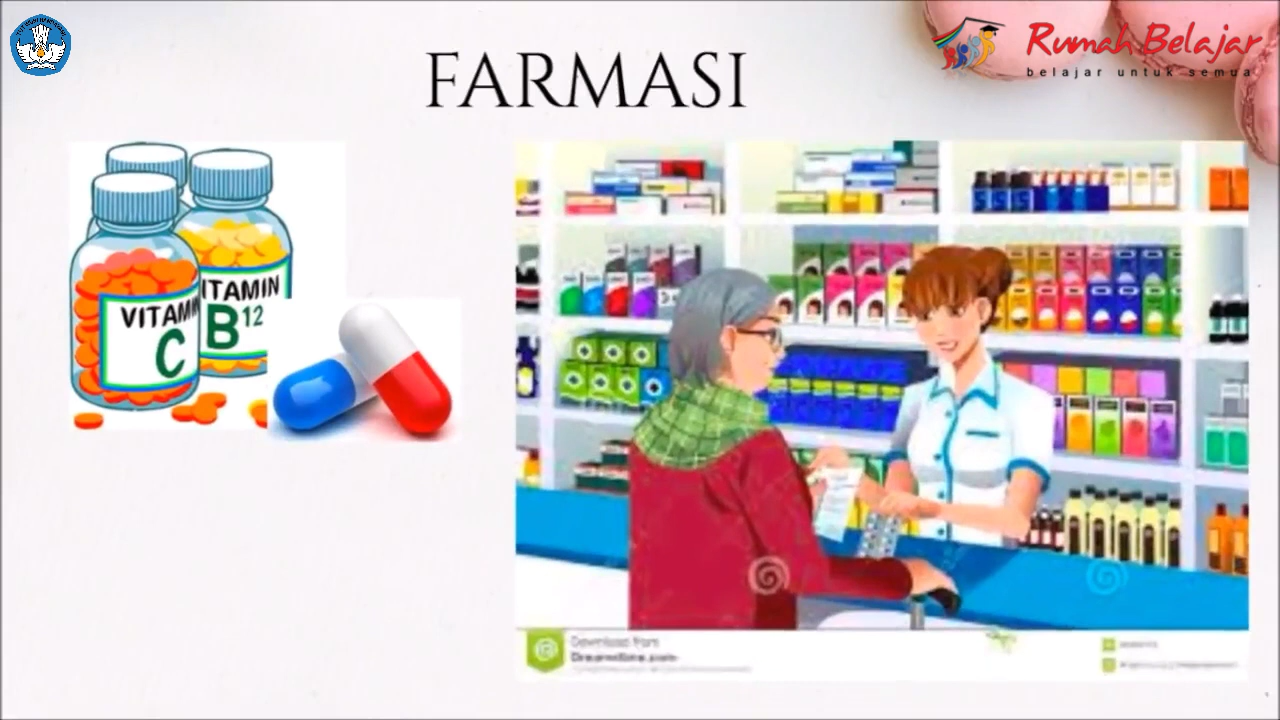 Rumah Belajar
belajar untuk semua
FARMASI
VITAMIN
C
VITAMIN
B12
Download from
Dreamstime.com